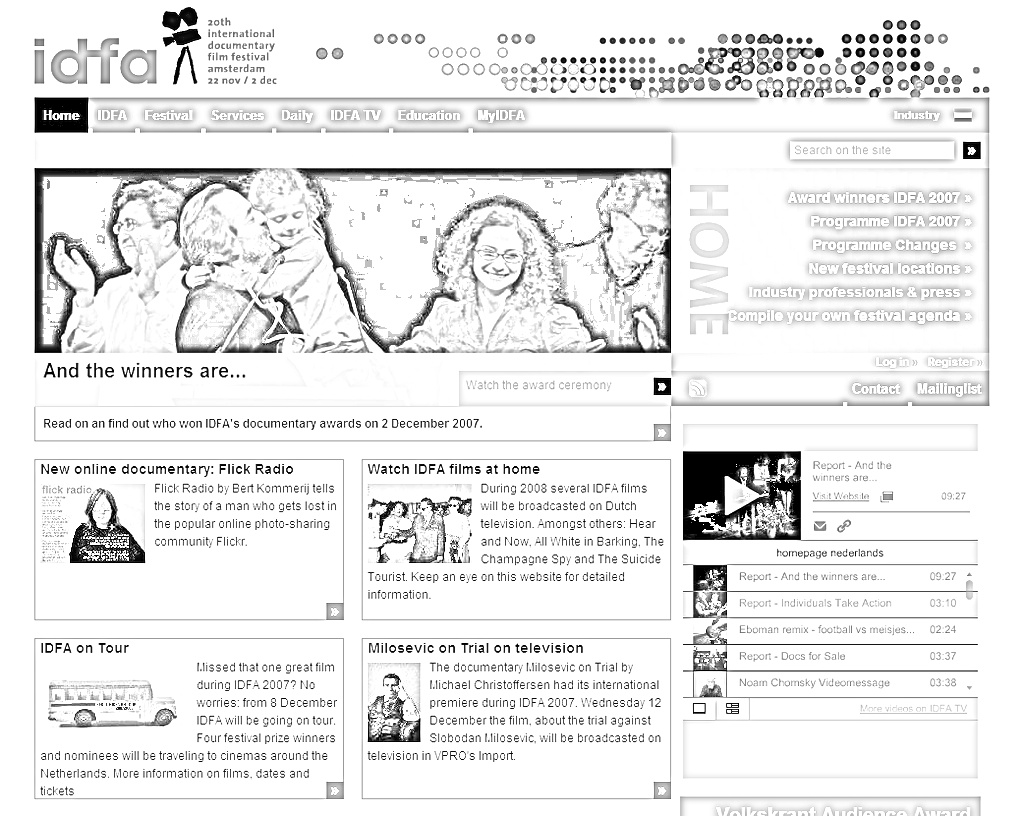 idfa
20th
international
documentary
film festival
amsterdam
22 nov / 2 dec
Home IDFA Festival Services Daily IDFA TV Education MyIDFA Industry
Search on the site
HOME
Award winners IDFA 2007 »
Programme IDFA 2007 »
Programme Changes »
New festival locations »
Industry professionals & press »
Compile your own festival agenda »
Log in » Register »
Contact Mailinglist
And the winners are...
Watch the award ceremony
Read on an find out who won IDFA's documentary awards on 2 December 2007.
New online documentary: Flick Radio
flick radio
Flick Radio by Bert Kommerij tells
the story of a man who gets lost in
the popular online photo-sharing
community Flickr.
Watch IDFA films at home
During 2008 several IDFA films
will be broadcasted on Dutch
television. Amongst others: Hear
and Now, All White in Barking, The
Champagne Spy and The Suicide
Tourist. Keep an eye on this website for detailed
information.
IDFA on Tour
Missed that one great film
during IDFA 2007? No
worries: from 8 December
IDFA will be going on tour.
Four festival prize winners
and nominees will be traveling to cinemas around the
Netherlands. More information on films, dates and
tickets
Milosevic on Trial on television
The documentary Milosevic on Trial by
Michael Christoffersen had its international
premiere during IDFA 2007. Wednesday 12
December the film, about the trial against
Slobodan Milosevic, will be broadcasted on
television in VPRO's Import.
Report - And the
winners are...
Visit Website 09:27
homepage nederlands
Report - And the winners are... 09:27
Report - Individuals Take Action 03:10
Eboman remix - football vs meisjes... 02:24
Report - Docs for Sale 03:37
Noam Chomsky Videomessage 03:38
More videos on IDFA TV
Volkskrant Audience Award